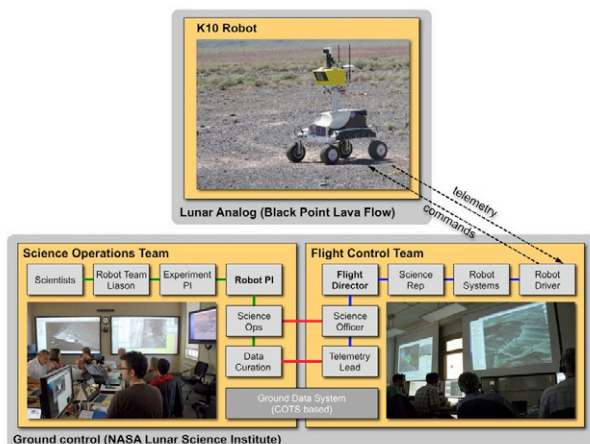 K10 Robot
Lunar Analog (Black Point Lava Flow)
telemetry
commands
Science Operations Team
Scientists
Robot Team
Liason
Experiment
PI
Robot PI
Science
Ops
Data
Curation
Flight Control Team
Flight
Director
Science
Rep
Robot
Systems
Robot
Driver
Science
Officer
Telemetry
Lead
Ground Data System
(COTS based)
Ground control (NASA Lunar Science Institute)